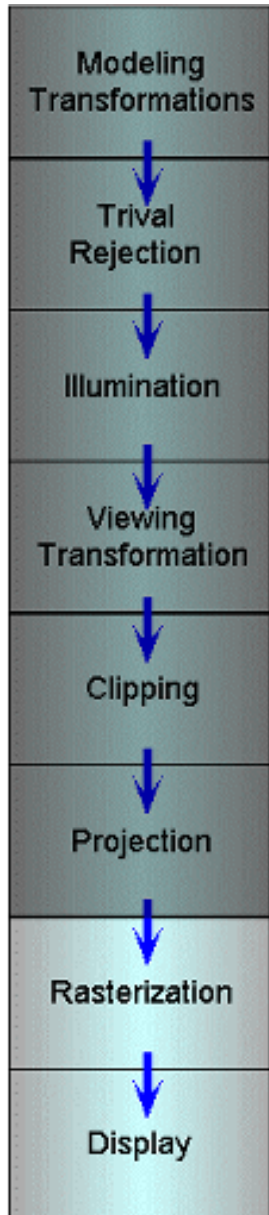 Modeling
Transformations
Trival
Rejection
Illumination
Viewing
Transformation
Clipping
Projection
Rasterization
Display